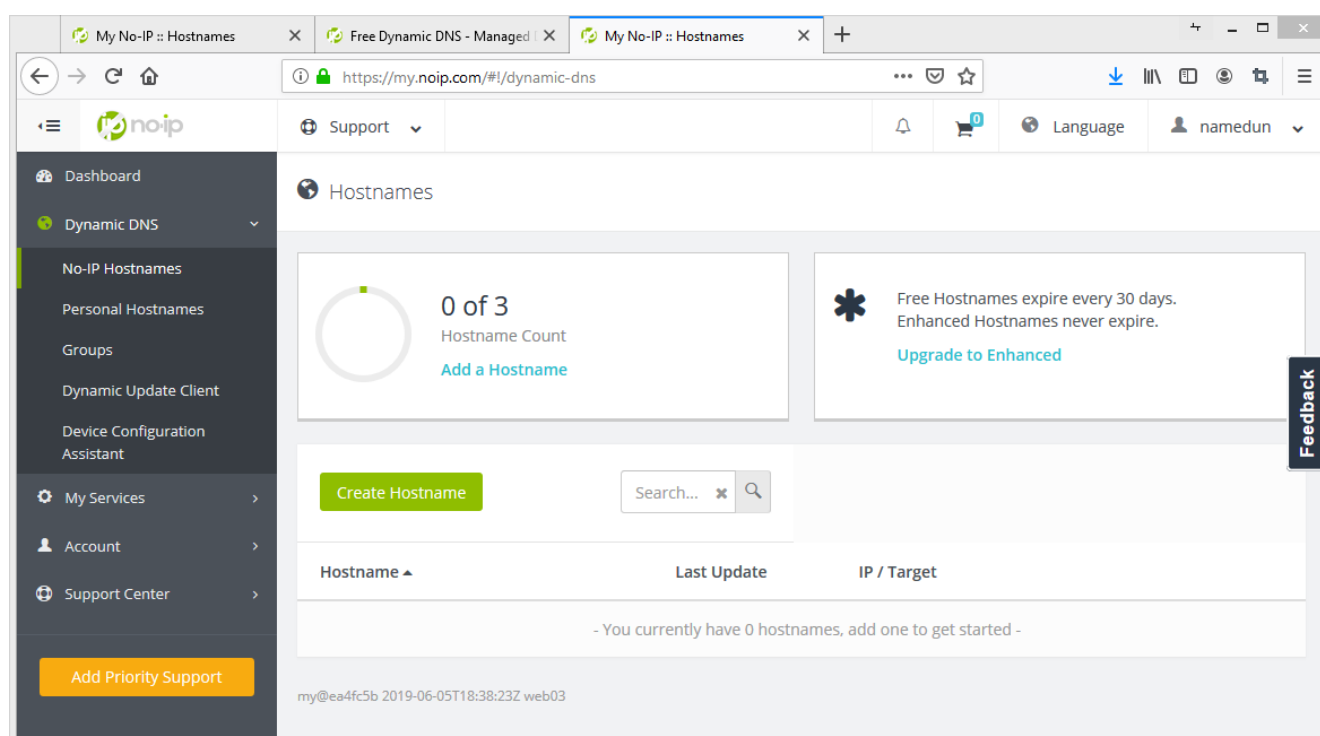 My No-IP :: Hostnames
Free Dynamic DNS - Managed
My No-IP :: Hostnames
https://my.noip.com/#!/dynamic-dns
no-ip
Support
0
Language
namedun
Dashboard
Dynamic DNS
No-IP Hostnames
Personal Hostnames
Groups
Dynamic Update Client
Device Configuration
Assistant
My Services
Account
Support Center
Add Priority Support
Hostnames
0 of 3
Hostname Count
Add a Hostname
Free Hostnames expire every 30 days.
Enhanced Hostnames never expire.
Upgrade to Enhanced
Feedback
Create Hostname
Search...
Hostname Last Update IP / Target
- You currently have 0 hostnames, add one to get started -
my@ea4fc5b 2019-06-05T18:38:23Z web03